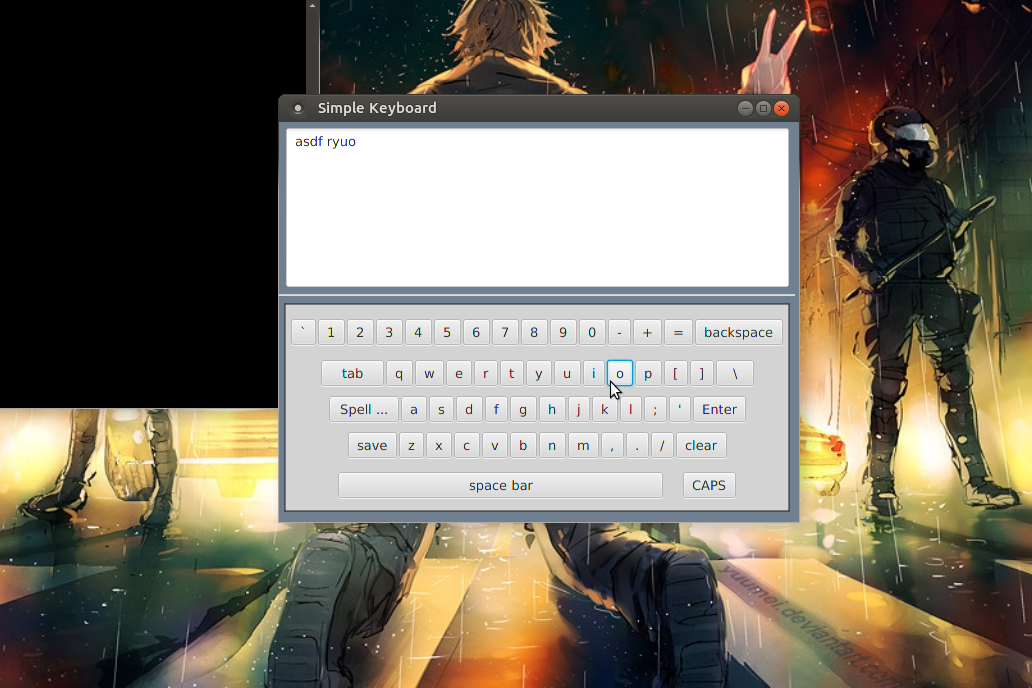 Simple Keyboard
asdf ryuo
` 1 2 3 4 5 6 7 8 9 0 - + = backspace
tab q w e r t y u i o p [ ] \
Spell ... a s d f g h j k l ; ' Enter
save z x c v b n m , . / clear
space bar CAPS
yuumei.deviantart.com